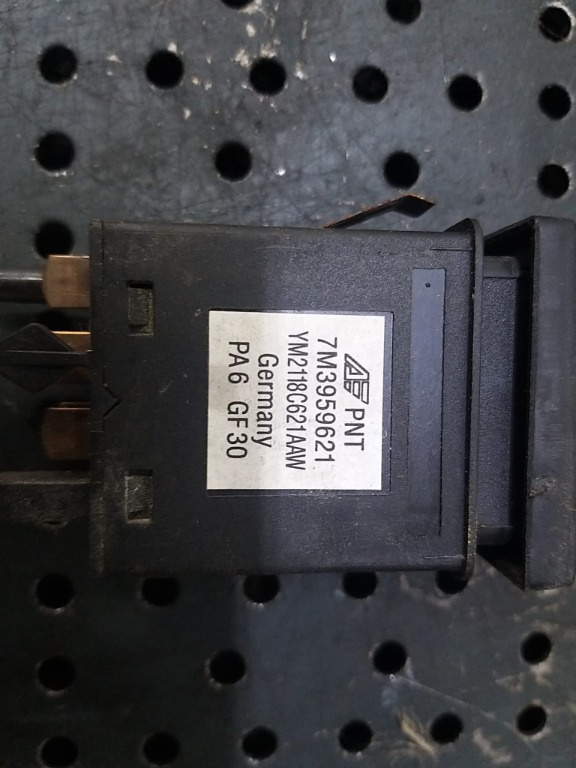 PNT
7M3959621
YM2118C621AAW
Germany
PA6 GF30